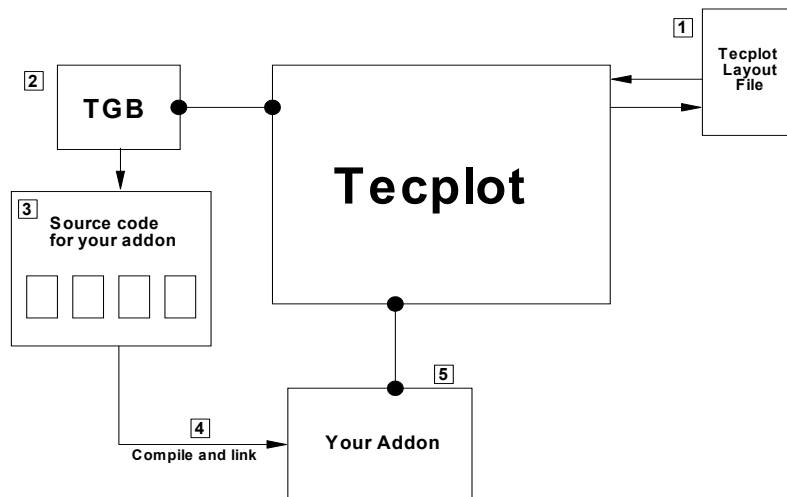 1
Tecplot
Layout
File
2
TGB
Tecplot
3
Source code
for your addon
5
4
Compile and link
Your Addon